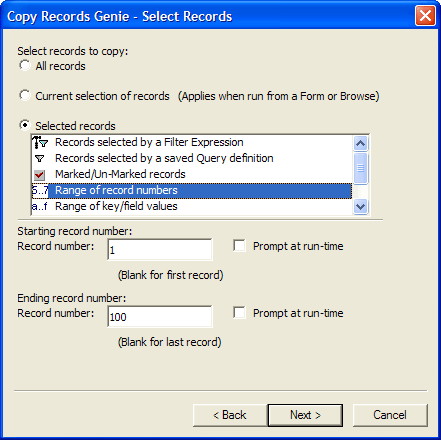 Copy Records Genie - Select Records
Select records to copy:
All records
Current selection of records (Applies when run from a Form or Browse)
Selected records
Records selected by a Filter Expression
Records selected by a saved Query definition
Marked/Un-Marked records
5..7 Range of record numbers
a..f Range of key/field values
Starting record number:
Record number: 1 Prompt at run-time
(Blank for first record)
Ending record number:
Record number: 100 Prompt at run-time
(Blank for last record)
< Back Next > Cancel